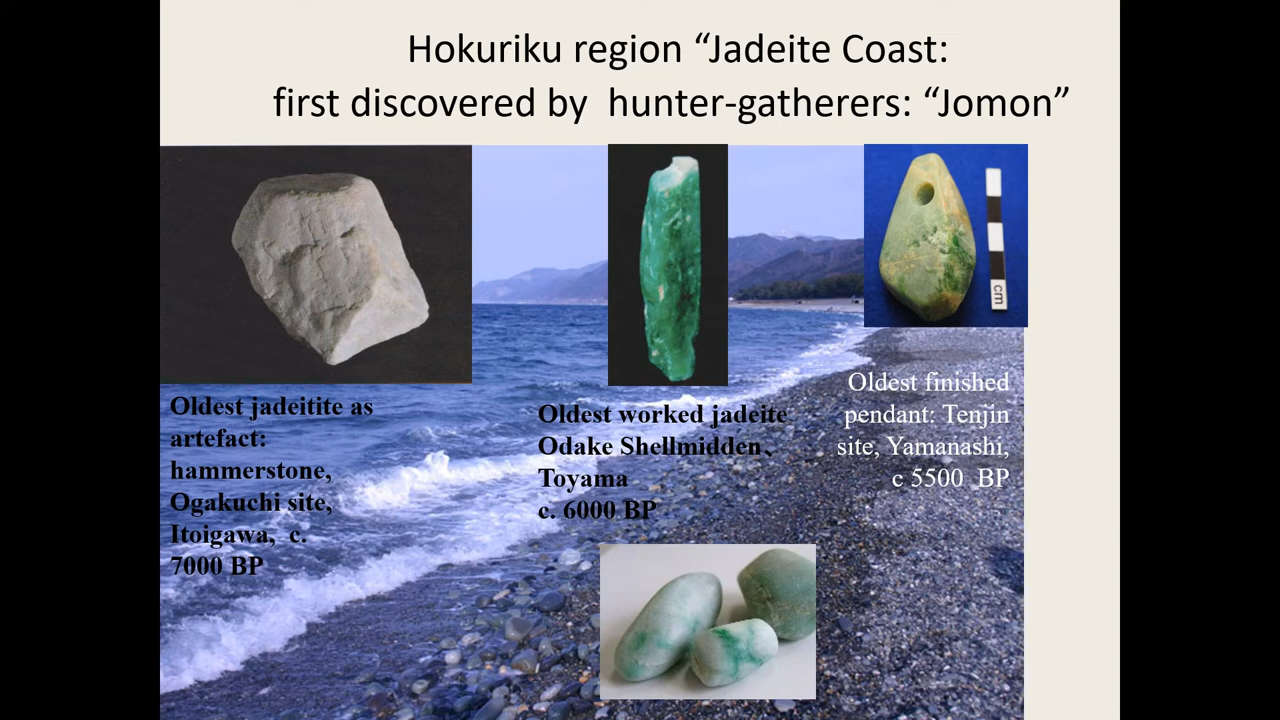 Hokuriku region “Jadeite Coast:
first discovered by  hunter-gatherers: “Jomon”
Oldest jadeitite as
artefact:
hammerstone,
Ogakuchi site,
Itoigawa,  c.
7000 BP
Oldest worked jadeite
Odake Shellmidden、
Toyama
c. 6000 BP
Oldest finished
pendant: Tenjin
site, Yamanashi,
c 5500  BP
cm